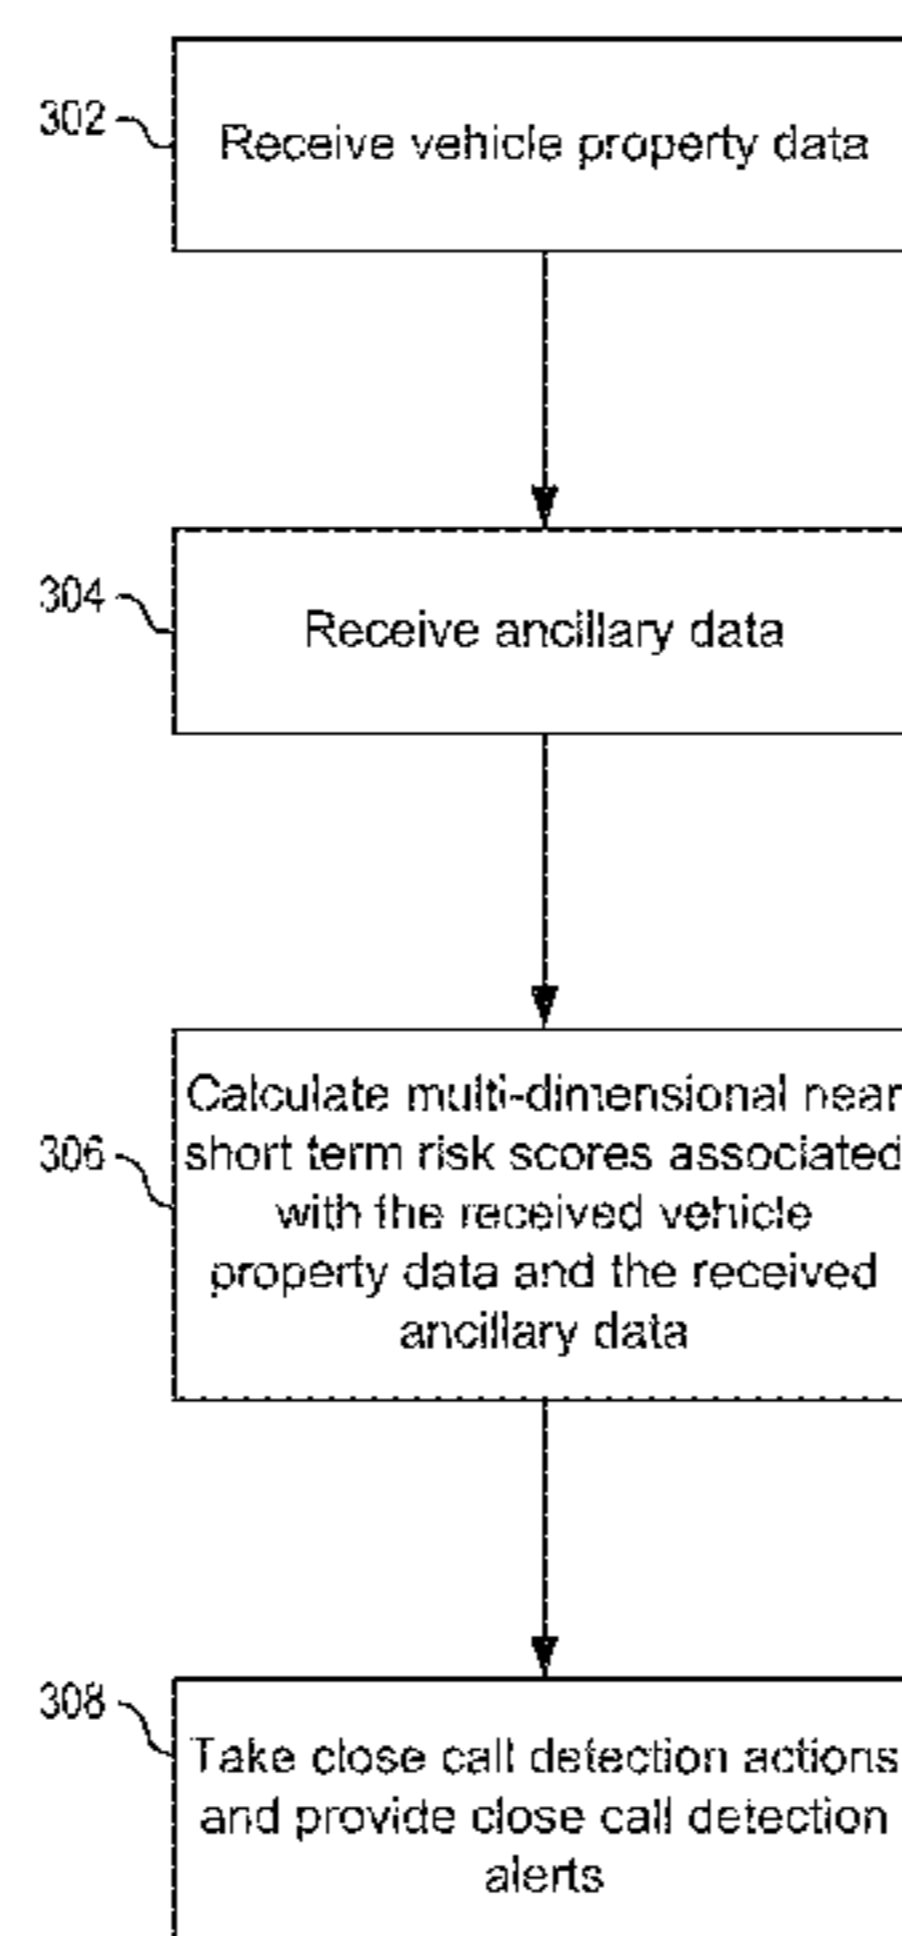 302
Receive vehicle property data
304
Receive ancillary data
306
Calculate multi-dimensional near
short term risk scores associated
with the received vehicle
property data and the received
ancillary data
308
Take close call detection actions
and provide close call detection
alerts